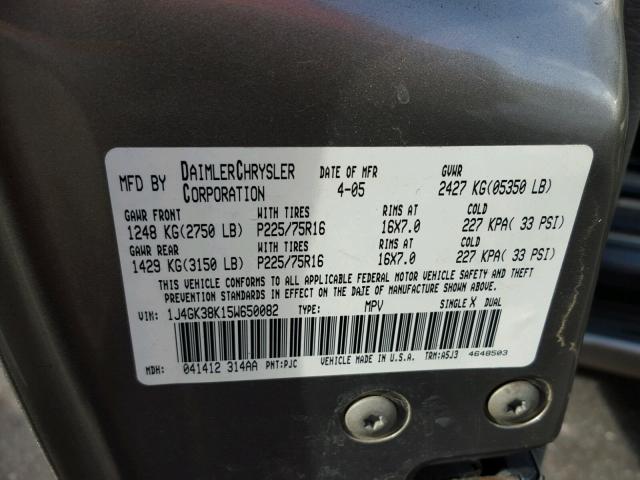 MFD BY DAIMLERCHRYSLER CORPORATION DATE OF MFR 4-05 GVWR 2427 KG(05350 LB)
GAWR FRONT WITH TIRES RIMS AT COLD
1248 KG(2750 LB) P225/75R16 16X7.0 227 KPA( 33 PSI)
GAWR REAR WITH TIRES RIMS AT COLD
1429 KG(3150 LB) P225/75R16 16X7.0 227 KPA( 33 PSI)
THIS VEHICLE CONFORMS TO ALL APPLICABLE FEDERAL MOTOR VEHICLE SAFETY AND THEFT
PREVENTION STANDARDS IN EFFECT ON THE DATE OF MANUFACTURE SHOWN ABOVE.
VIN: 1J4GK38K15W650082 TYPE: MPV SINGLE X DUAL
MDH: 041412 314AA PNT:PJC VEHICLE MADE IN U.S.A. TRM:A5J3 4648503